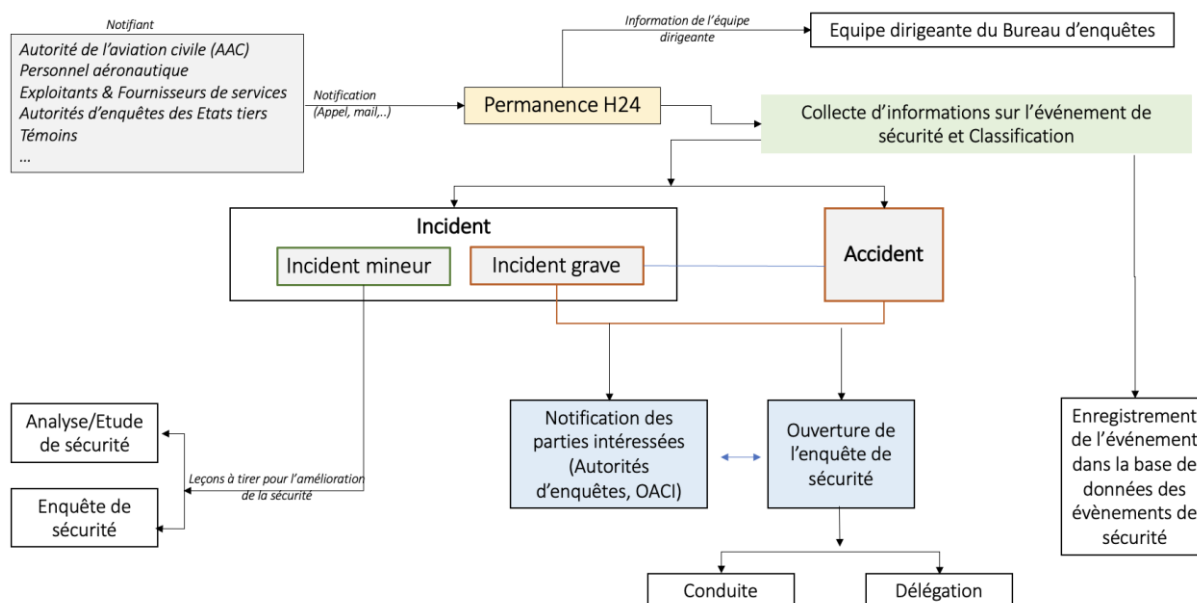 Notifiant
Autorité de l’aviation civile (AAC)
Personnel aéronautique
Exploitants & Fournisseurs de services
Autorités d’enquêtes des Etats tiers
Témoins
...
Notification
(Appel, mail,..)
Permanence H24
Information de l’équipe
dirigeante
Equipe dirigeante du Bureau d’enquêtes
Collecte d’informations sur l’événement de
sécurité et Classification
Incident
Incident mineur
Incident grave
Accident
Analyse/Etude
de sécurité
Enquête de
sécurité
Leçons à tirer pour l’amélioration
de la sécurité
Notification des
parties intéressées
(Autorités
d’enquêtes, OACI)
Ouverture de
l’enquête de
sécurité
Enregistrement
de l’événement
dans la base de
données des
évènements de
sécurité
Conduite
Délégation